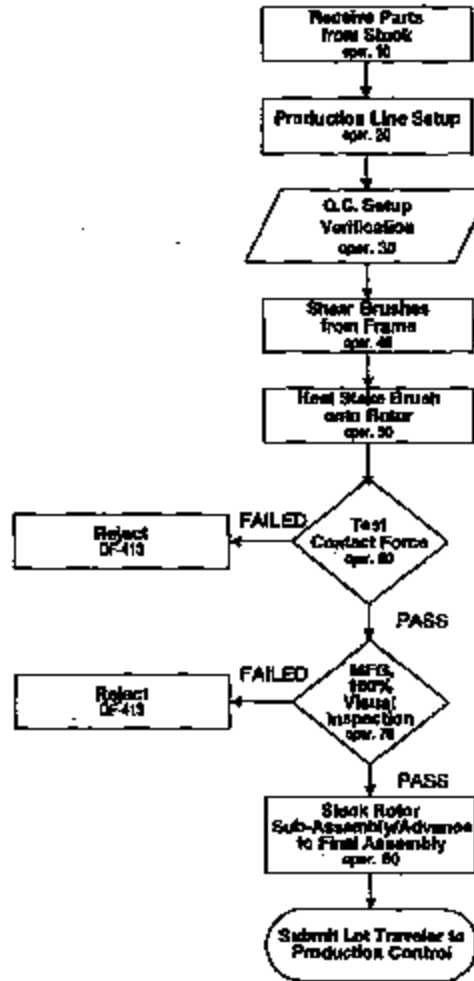 Receive Parts
from Stock
oper. 10
Production Line Setup
oper. 20
Q.C. Setup
Verification
oper. 30
Shear Brushes
from Frame
oper. 40
Heat Stake Brush
onto Rotor
oper. 50
Test
Contact Force
oper. 60
FAILED
Reject
QF-413
PASS
MFG.
100%
Visual
Inspection
oper. 70
FAILED
Reject
QF-413
PASS
Stock Rotor
Sub-Assembly/Advance
to Final Assembly
oper. 80
Submit Lot Traveler to
Production Control